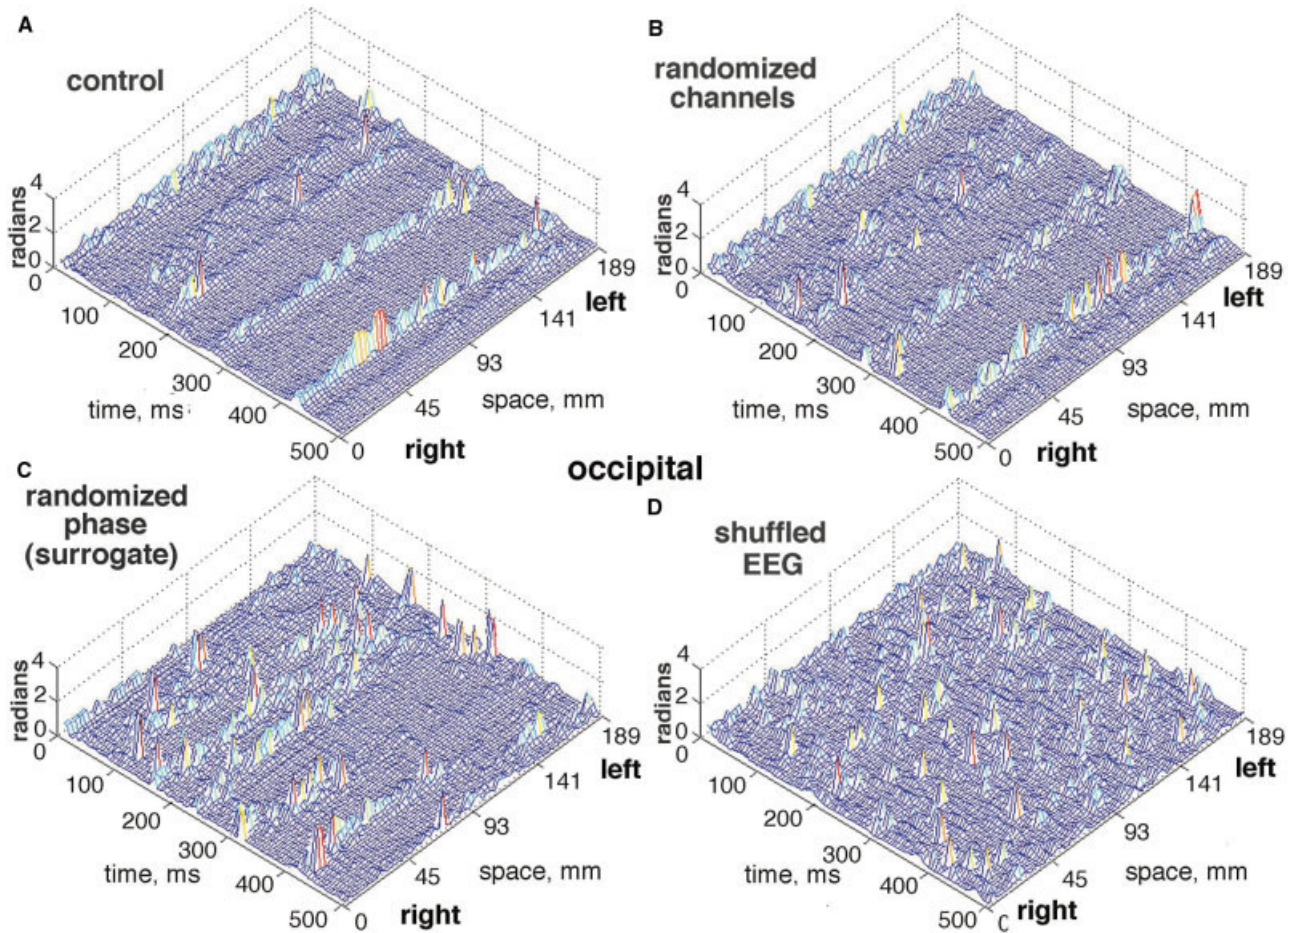 A
control
radians
4
2
0
0
100
200
300
400
500
time, ms
0
45
93
141
189
space, mm
right
left
B
randomized
channels
radians
4
2
0
0
100
200
300
400
500
time, ms
0
45
93
141
189
space, mm
right
left
occipital
C
randomized
phase
(surrogate)
radians
4
2
0
0
100
200
300
400
500
time, ms
0
45
93
141
189
space, mm
right
left
D
shuffled
EEG
radians
4
2
0
0
100
200
300
400
500
time, ms
45
93
141
189
space, mm
right
left